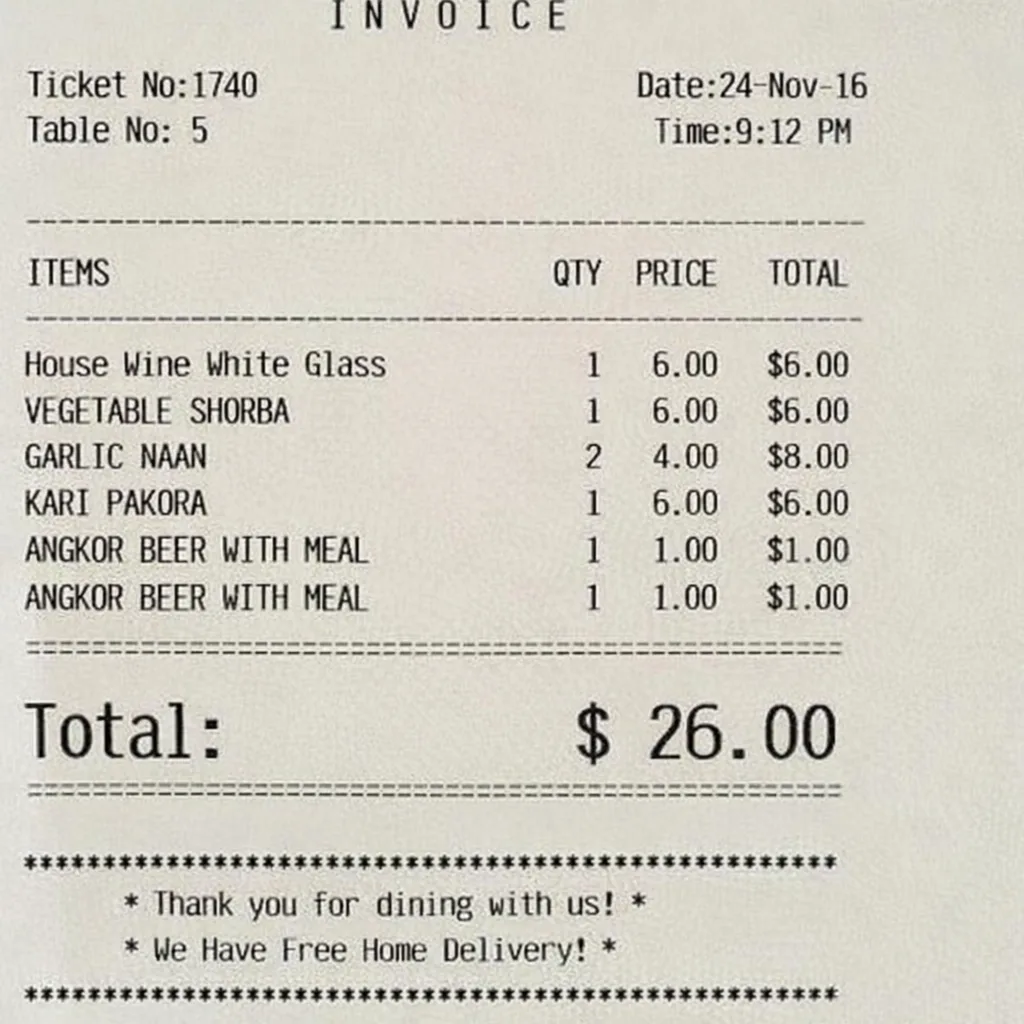 INVOICE
Ticket No:1740 Date:24-Nov-16
Table No: 5 Time:9:12 PM
--------------------------------------------------
ITEMS QTY PRICE TOTAL
--------------------------------------------------
House Wine White Glass 1 6.00 $6.00
VEGETABLE SHORBA 1 6.00 $6.00
GARLIC NAAN 2 4.00 $8.00
KARI PAKORA 1 6.00 $6.00
ANGKOR BEER WITH MEAL 1 1.00 $1.00
ANGKOR BEER WITH MEAL 1 1.00 $1.00
==================================================
Total: $ 26.00
==================================================
**************************************************
* Thank you for dining with us! *
* We Have Free Home Delivery! *
**************************************************